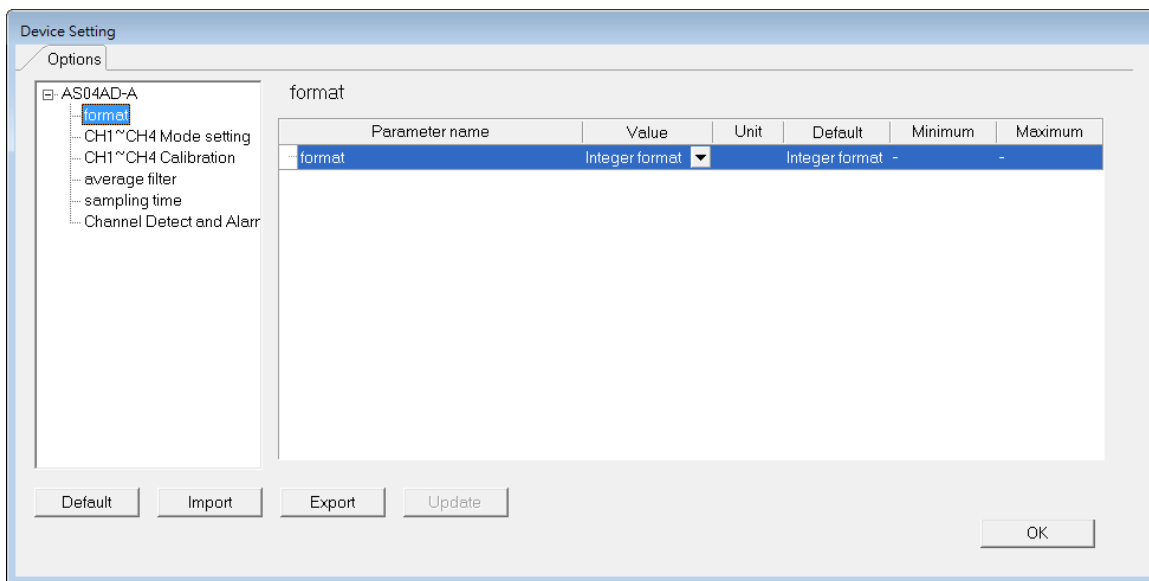 Device Setting
Options
AS04AD-A
format
CH1~CH4 Mode setting
CH1~CH4 Calibration
average filter
sampling time
Channel Detect and Alarr
format
Parameter name Value Unit Default Minimum Maximum
format Integer format Integer format - -
Default Import Export Update
OK